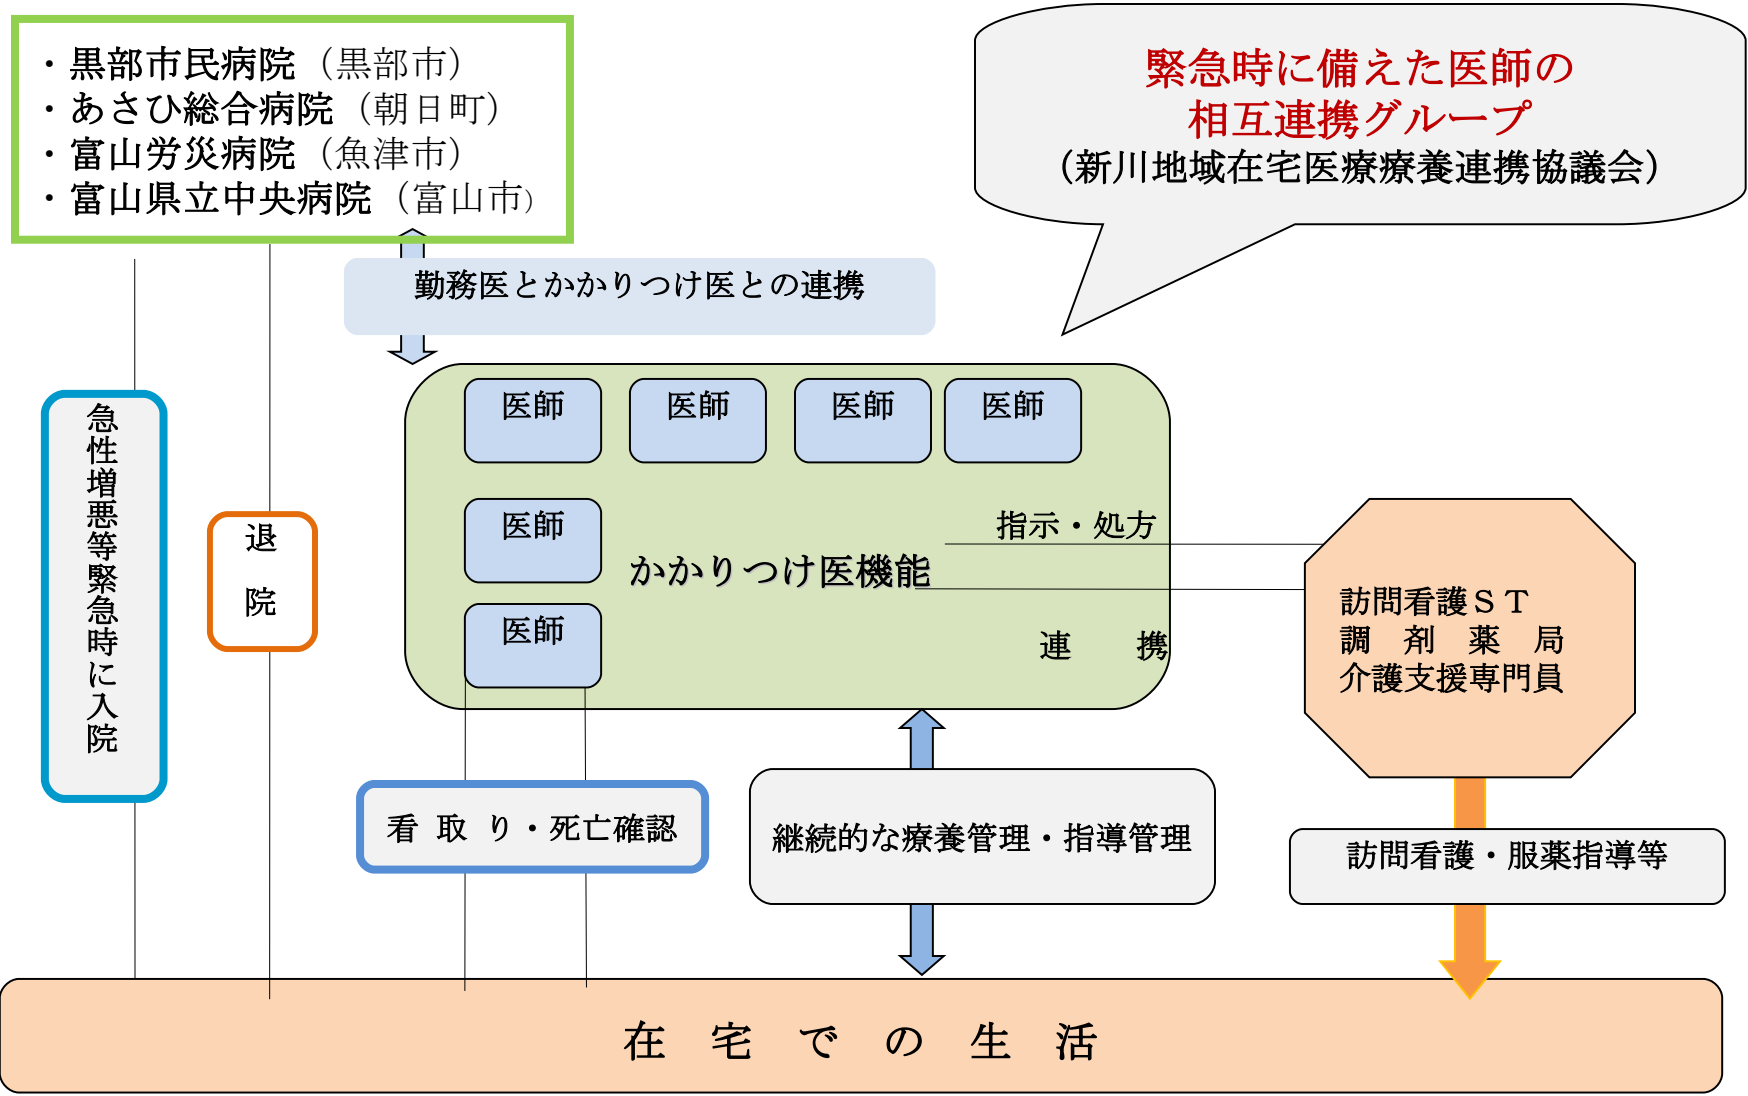 ・黒部市民病院（黒部市）
・あさひ総合病院（朝日町）
・富山労災病院（魚津市）
・富山県立中央病院（富山市）
緊急時に備えた医師の
相互連携グループ
（新川地域在宅医療療養連携協議会）
勤務医とかかりつけ医との連携
医師
医師
医師
医師
医師
医師
かかりつけ医機能
指示・処方
連　　携
急性増悪等緊急時に入院
退
院
訪問看護ＳＴ
調　剤　薬　局
介護支援専門員
看 取 り・死亡確認
継続的な療養管理・指導管理
訪問看護・服薬指導等
在　宅　で　の　生　活